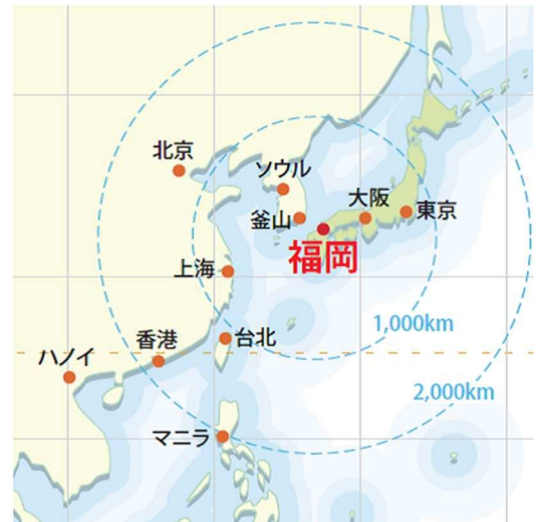 北京
ソウル
釜山
大阪
東京
福岡
上海
1,000km
台北
香港
ハノイ
2,000km
マニラ